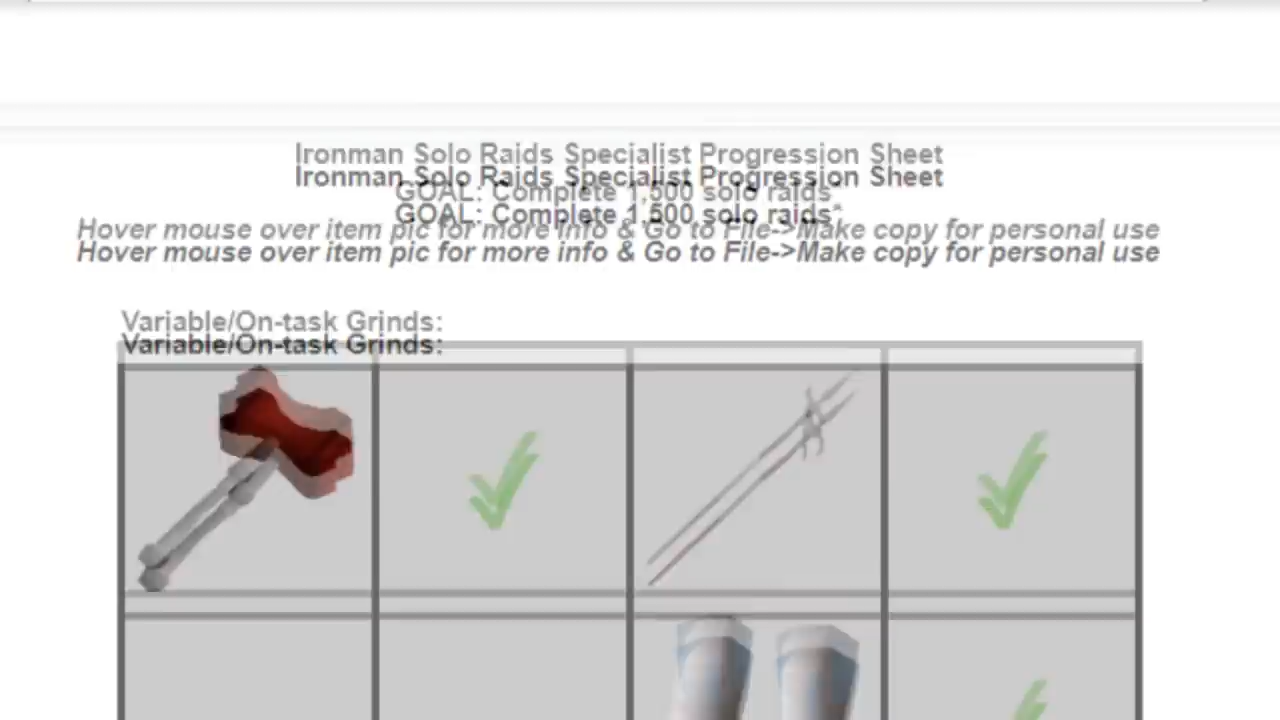 Ironman Solo Raids Specialist Progression Sheet
GOAL: Complete 1,500 solo raids*
Hover mouse over item pic for more info & Go to File->Make copy for personal use
Variable/On-task Grinds: